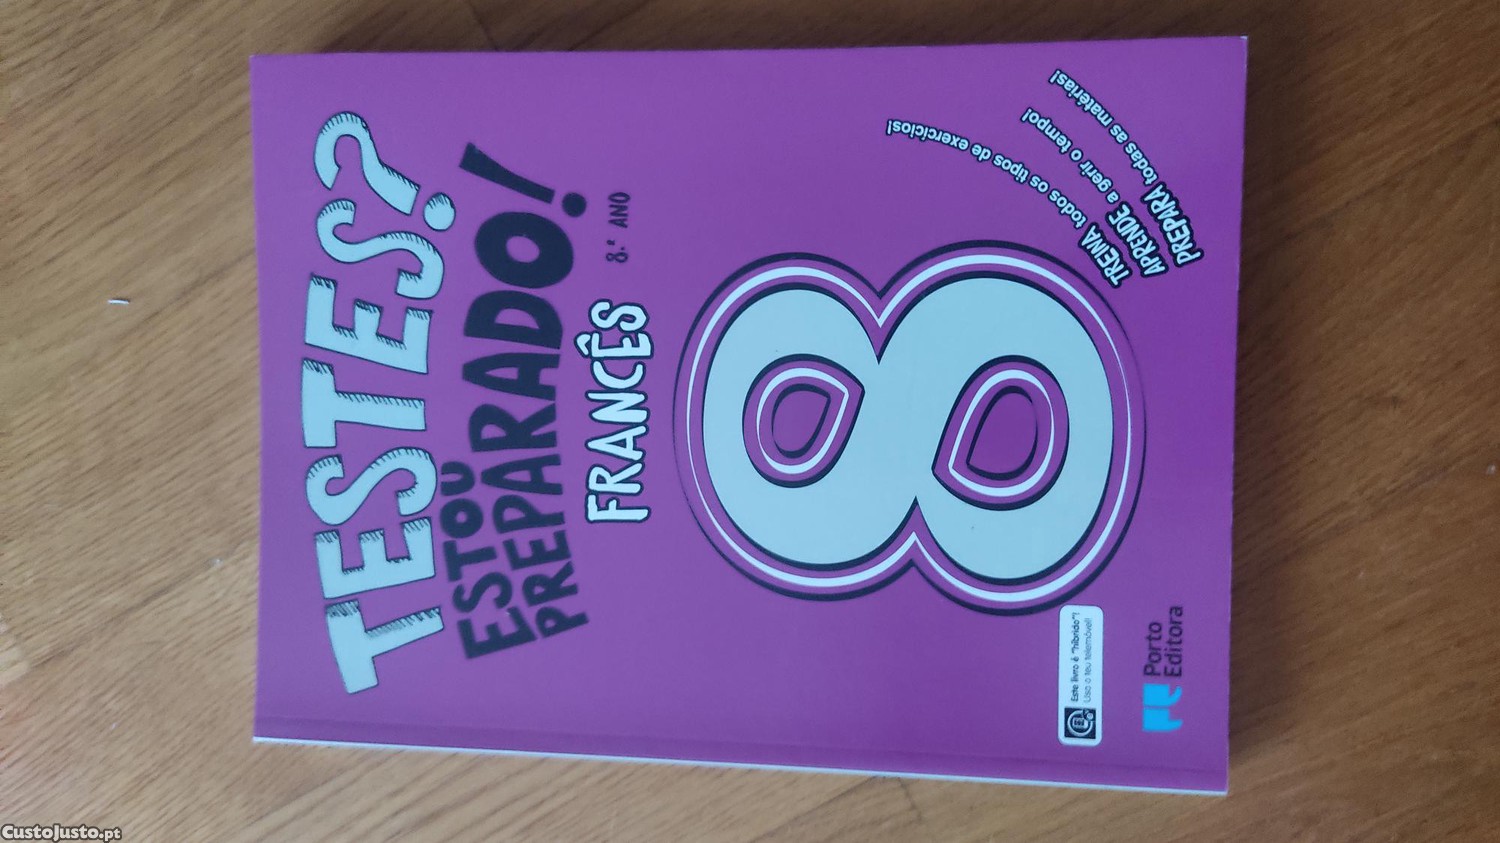 TESTES?
ESTOU
PREPARADO!
FRANCÊS
8.º ANO
8
TREINA todos os tipos de exercícios!
APRENDE a gerir o tempo!
PREPARA todas as matérias!
Este livro é "híbrido"!
Usa o teu telemóvel!
Porto
Editora
CustoJusto.pt